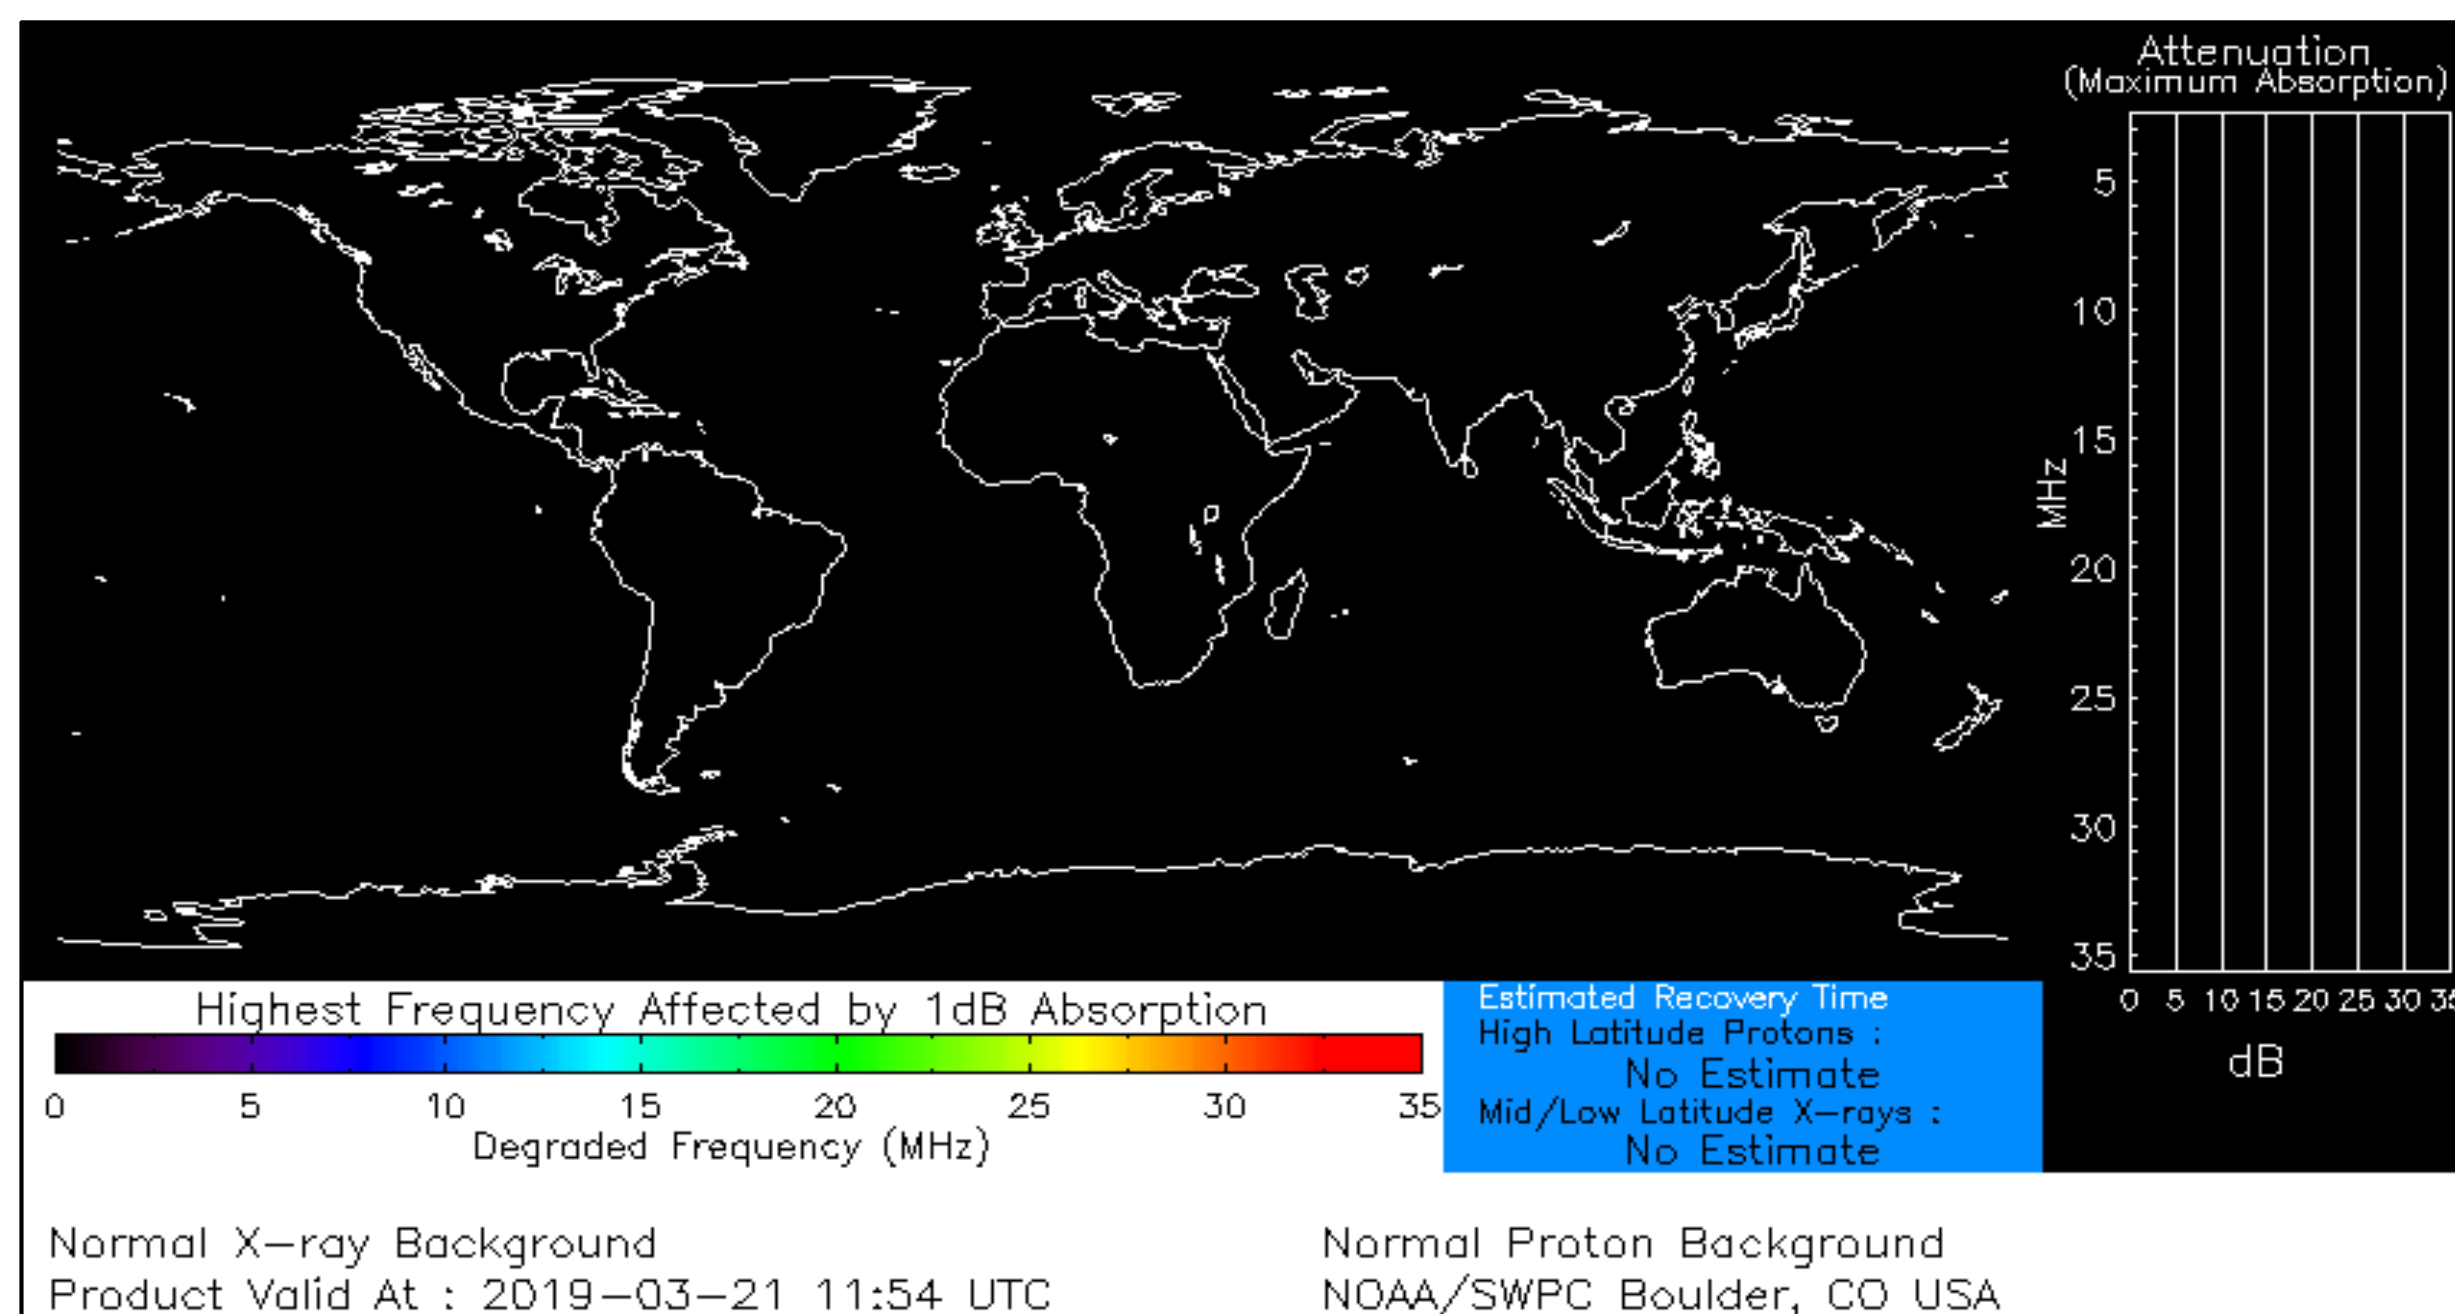 Attenuation
(Maximum Absorption)
5
10
15
20
25
30
35
MHz
0 5 10 15 20 25 30 35
dB
Highest Frequency Affected by 1dB Absorption
0 5 10 15 20 25 30 35
Degraded Frequency (MHz)
Estimated Recovery Time
High Latitude Protons :
No Estimate
Mid/Low Latitude X-rays :
No Estimate
Normal X-ray Background
Normal Proton Background
Product Valid At : 2019-03-21 11:54 UTC
NOAA/SWPC Boulder, CO USA